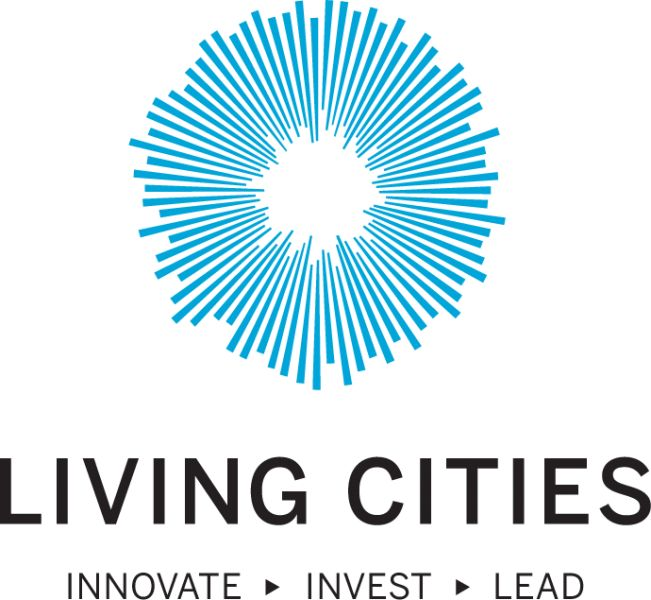 LIVING CITIES
INNOVATE ▸ INVEST ▸ LEAD